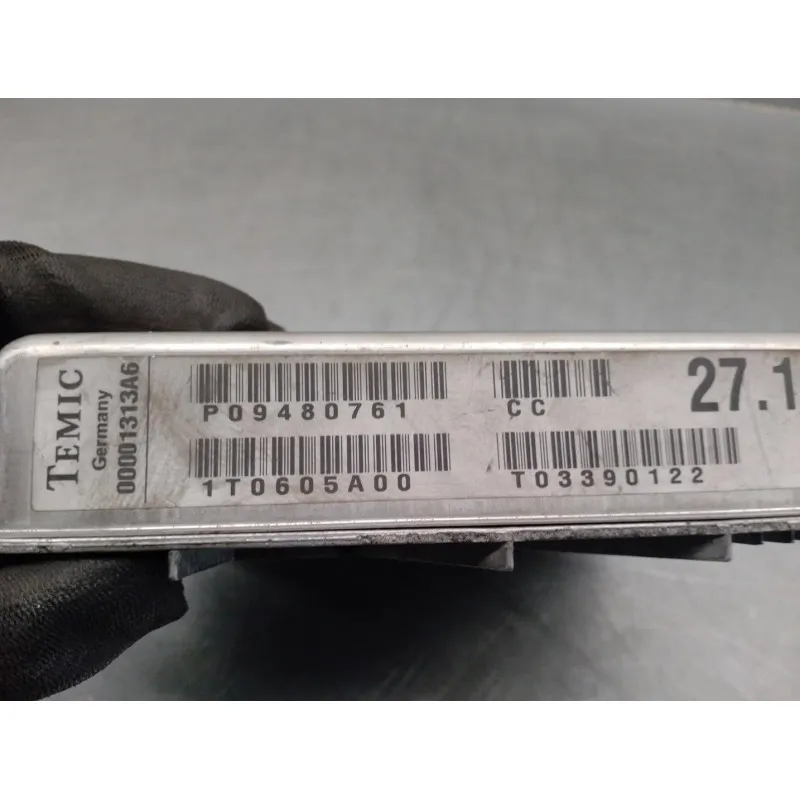 TEMIC
Germany
00001313A6
P09480761
CC
27.1
1T0605A00
T03390122